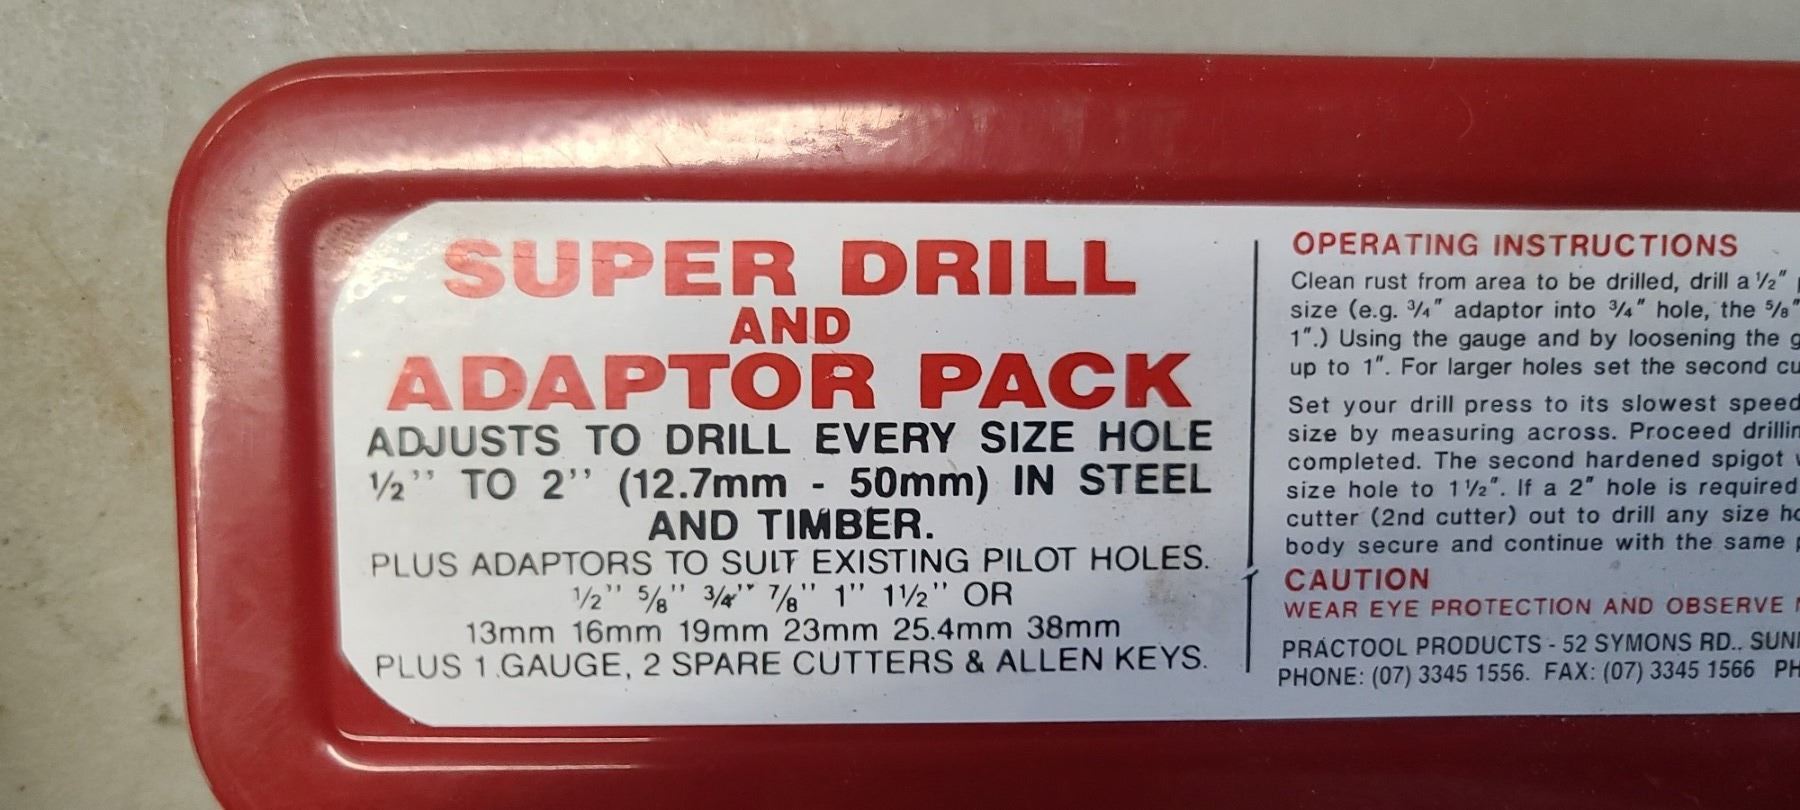 SUPER DRILL
AND
ADAPTOR PACK
ADJUSTS TO DRILL EVERY SIZE HOLE
½'' TO 2'' (12.7mm - 50mm) IN STEEL
AND TIMBER.
PLUS ADAPTORS TO SUIT EXISTING PILOT HOLES.
½'' ⅝'' ¾'' ⅞'' 1'' 1½'' OR
13mm 16mm 19mm 23mm 25.4mm 38mm
PLUS 1 GAUGE, 2 SPARE CUTTERS & ALLEN KEYS.
OPERATING INSTRUCTIONS
Clean rust from area to be drilled, drill a ½"
size (e.g. ¾" adaptor into ¾" hole, the ⅝"
1".) Using the gauge and by loosening the
up to 1". For larger holes set the second
Set your drill press to its slowest speed
size by measuring across. Proceed
completed. The second hardened spigot
size hole to 1½". If a 2" hole is required
cutter (2nd cutter) out to drill any size
body secure and continue with the same
CAUTION
WEAR EYE PROTECTION AND OBSERVE
PRACTOOL PRODUCTS - 52 SYMONS RD..
PHONE: (07) 3345 1556. FAX: (07) 3345 1566